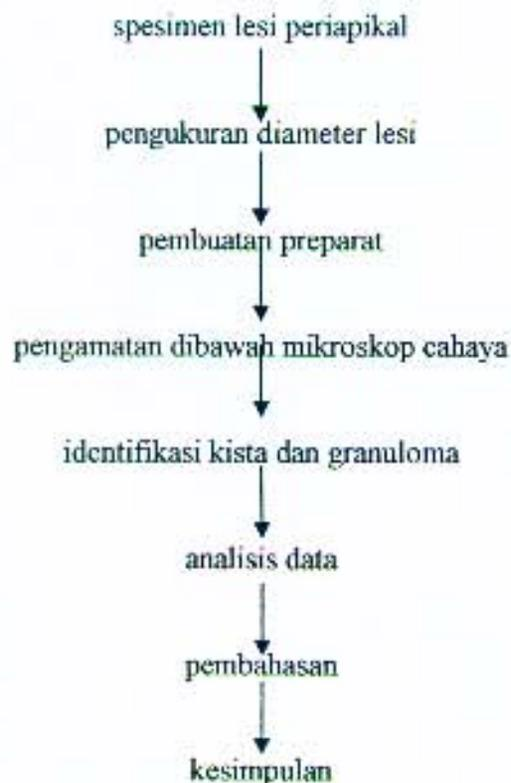 spesimen lesi periapikal
pengukuran diameter lesi
pembuatan preparat
pengamatan dibawah mikroskop cahaya
identifikasi kista dan granuloma
analisis data
pembahasan
kesimpulan